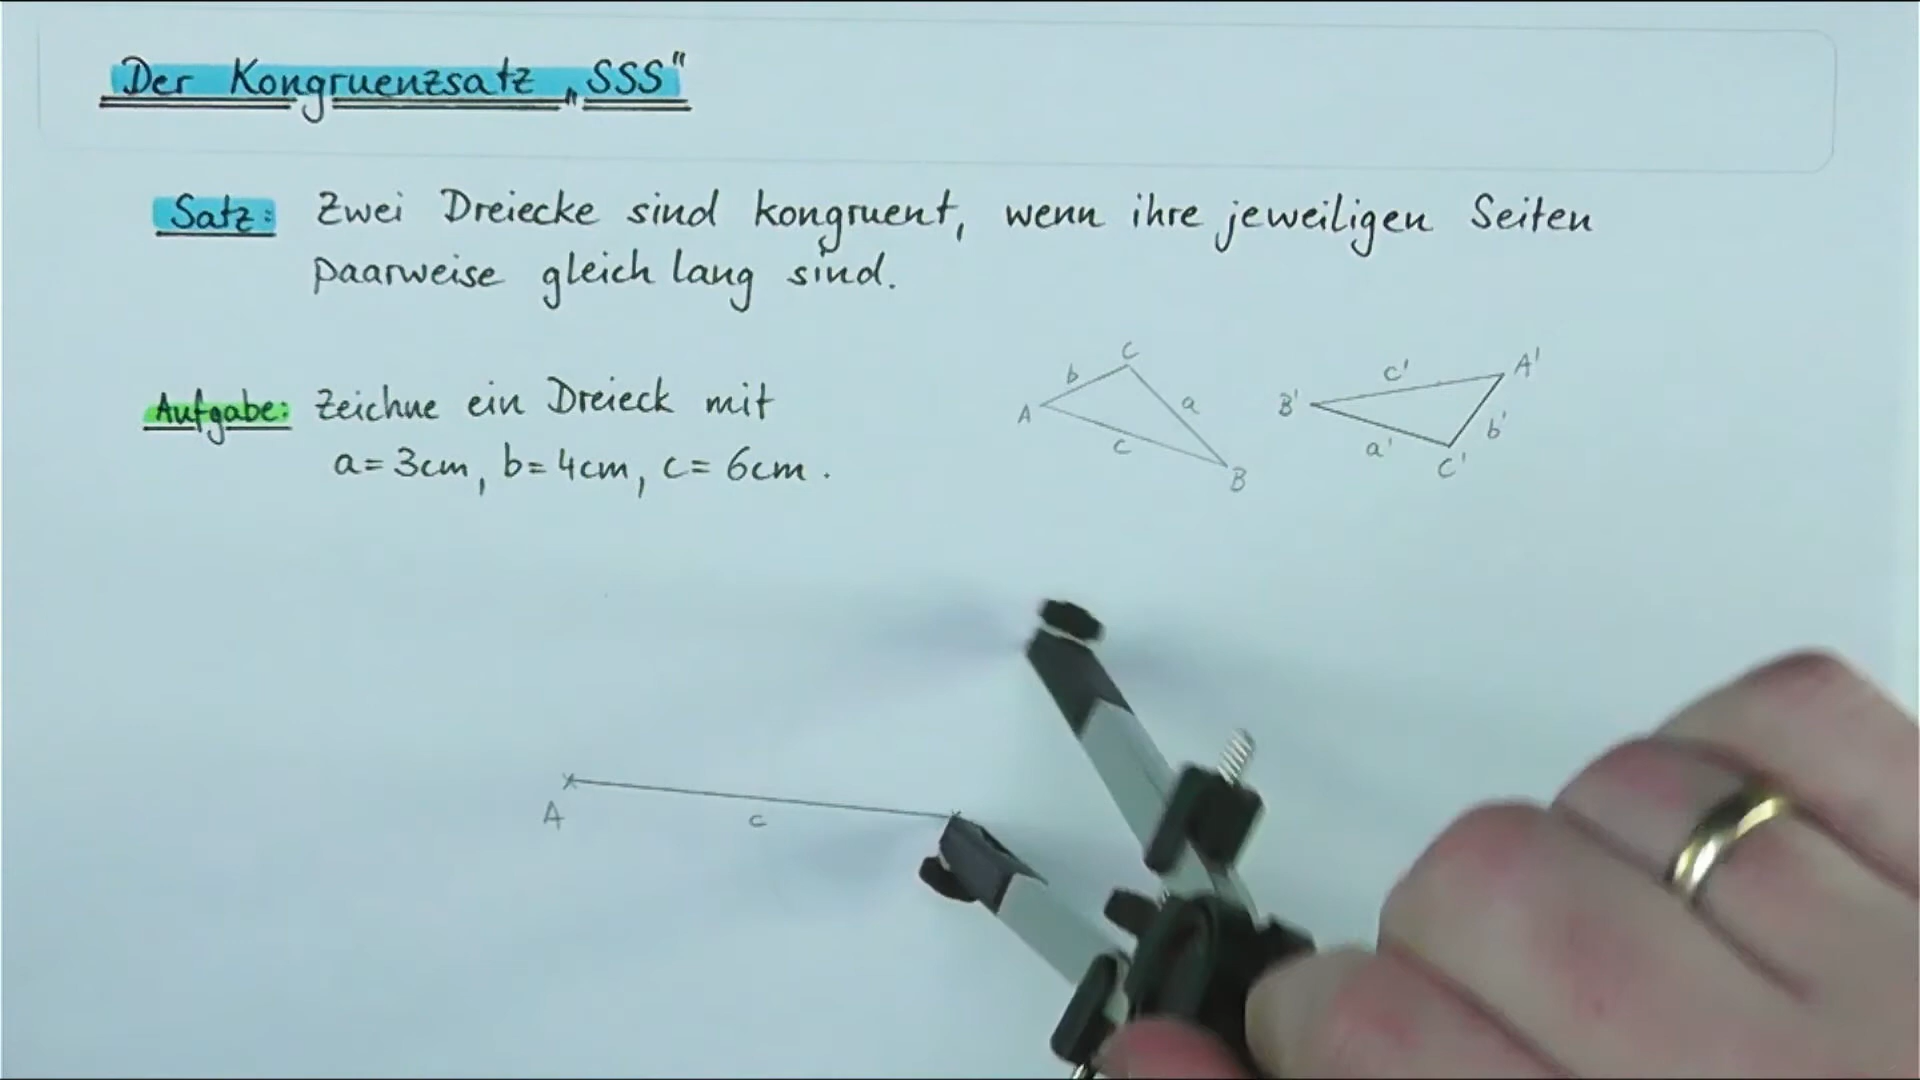 Der Kongruenzsatz „SSS"
Satz: Zwei Dreiecke sind kongruent, wenn ihre jeweiligen Seiten
paarweise gleich lang sind.
Aufgabe: Zeichne ein Dreieck mit
a = 3cm, b = 4cm, c = 6cm.
C
b
A
a
c
B
c'
A'
B'
b'
a'
C'
A
c